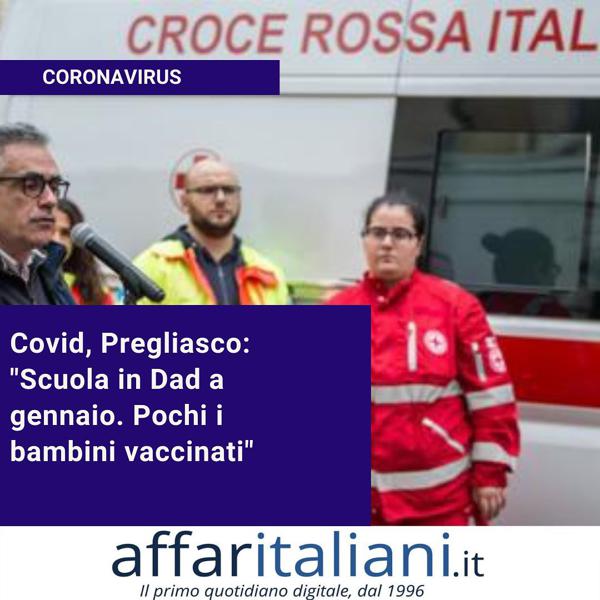 CROCE ROSSA ITAL
CORONAVIRUS
Covid, Pregliasco:
"Scuola in Dad a
gennaio. Pochi i
bambini vaccinati"
affaritaliani.it
Il primo quotidiano digitale, dal 1996